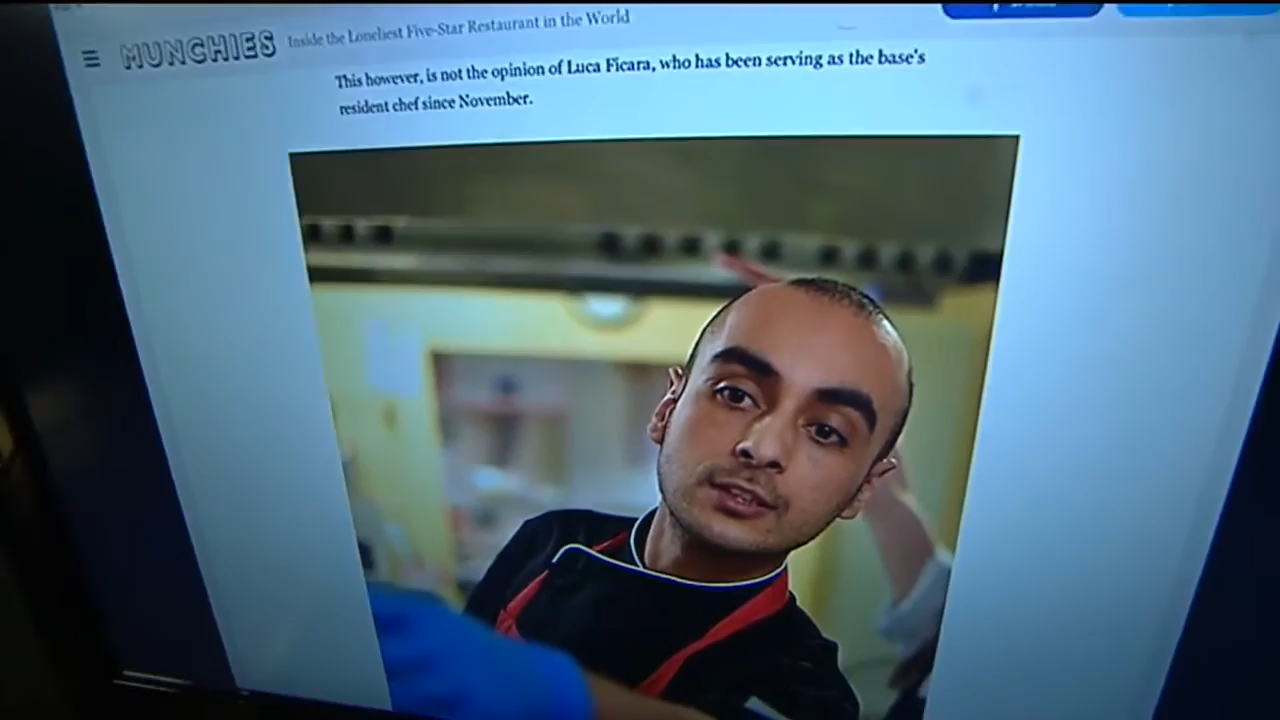 MUNCHIES Inside the Loneliest Five-Star Restaurant in the World
This however, is not the opinion of Luca Ficara, who has been serving as the base's
resident chef since November.